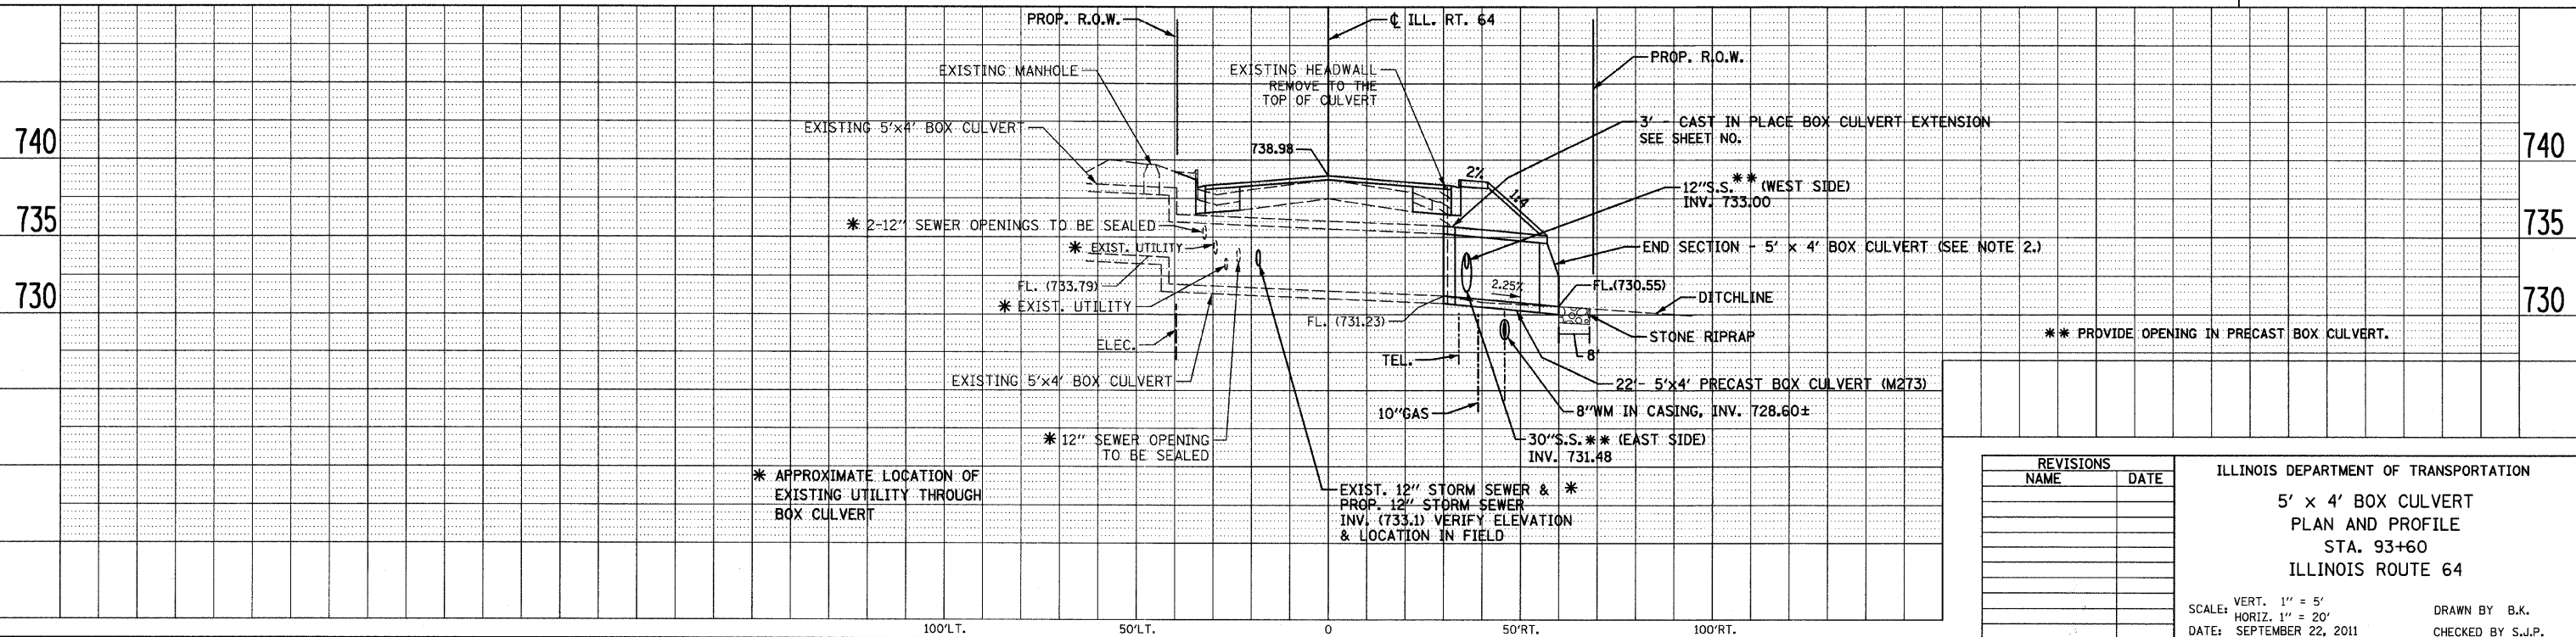 PROP. R.O.W.
℄ ILL. RT. 64
PROP. R.O.W.
EXISTING MANHOLE
EXISTING HEADWALL
REMOVE TO THE
TOP OF CULVERT
EXISTING 5'x4' BOX CULVERT
3' - CAST IN PLACE BOX CULVERT EXTENSION
SEE SHEET NO.
740
738.98
740
2%
1:4
12"S.S.** (WEST SIDE)
INV. 733.00
735
* 2-12" SEWER OPENINGS TO BE SEALED
735
* EXIST. UTILITY
END SECTION - 5' x 4' BOX CULVERT (SEE NOTE 2.)
FL. (733.79)
2.25%
FL.(730.55)
730
* EXIST. UTILITY
DITCHLINE
730
FL. (731.23)
ELEC.
STONE RIPRAP
** PROVIDE OPENING IN PRECAST BOX CULVERT.
TEL.
8'
EXISTING 5'x4' BOX CULVERT
22'- 5'x4' PRECAST BOX CULVERT (M273)
10"GAS
8"WM IN CASING, INV. 728.60±
* 12" SEWER OPENING
TO BE SEALED
30"S.S.** (EAST SIDE)
INV. 731.48
* APPROXIMATE LOCATION OF
EXISTING UTILITY THROUGH
BOX CULVERT
EXIST. 12" STORM SEWER & *
PROP. 12" STORM SEWER
INV. (733.1) VERIFY ELEVATION
& LOCATION IN FIELD
REVISIONS
NAME DATE
ILLINOIS DEPARTMENT OF TRANSPORTATION
5' x 4' BOX CULVERT
PLAN AND PROFILE
STA. 93+60
ILLINOIS ROUTE 64
SCALE: VERT. 1" = 5'
HORIZ. 1" = 20'
DRAWN BY B.K.
DATE: SEPTEMBER 22, 2011
CHECKED BY S.J.P.
100'LT.
50'LT.
0
50'RT.
100'RT.